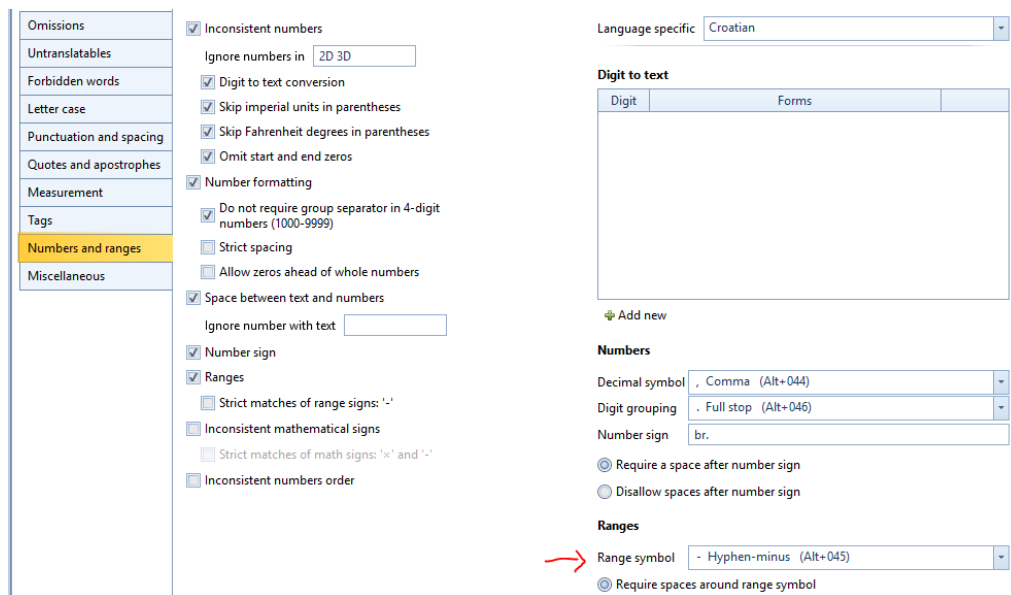 Omissions
Untranslatables
Forbidden words
Letter case
Punctuation and spacing
Quotes and apostrophes
Measurement
Tags
Numbers and ranges
Miscellaneous
Inconsistent numbers
Ignore numbers in 2D 3D
Digit to text conversion
Skip imperial units in parentheses
Skip Fahrenheit degrees in parentheses
Omit start and end zeros
Number formatting
Do not require group separator in 4-digit
numbers (1000-9999)
Strict spacing
Allow zeros ahead of whole numbers
Space between text and numbers
Ignore number with text
Number sign
Ranges
Strict matches of range signs: '-'
Inconsistent mathematical signs
Strict matches of math signs: '×' and '-'
Inconsistent numbers order
Language specific Croatian
Digit to text
Digit Forms
Add new
Numbers
Decimal symbol , Comma (Alt+044)
Digit grouping . Full stop (Alt+046)
Number sign br.
Require a space after number sign
Disallow spaces after number sign
Ranges
Range symbol - Hyphen-minus (Alt+045)
Require spaces around range symbol